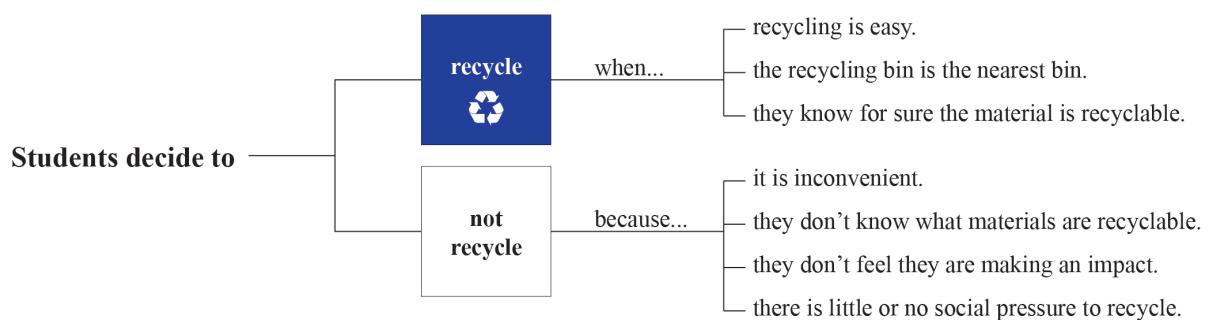 Students decide to
recycle
when...
recycling is easy.
the recycling bin is the nearest bin.
they know for sure the material is recyclable.
not
recycle
because...
it is inconvenient.
they don’t know what materials are recyclable.
they don’t feel they are making an impact.
there is little or no social pressure to recycle.